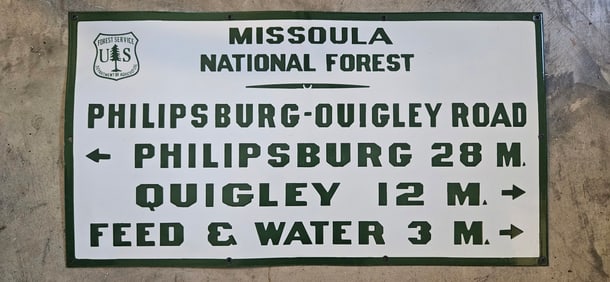 FOREST SERVICE
U S
DEPARTMENT OF AGRICULTURE
MISSOULA
NATIONAL FOREST
PHILIPSBURG-QUIGLEY ROAD
← PHILIPSBURG 28 M.
QUIGLEY 12 M. →
FEED & WATER 3 M. →